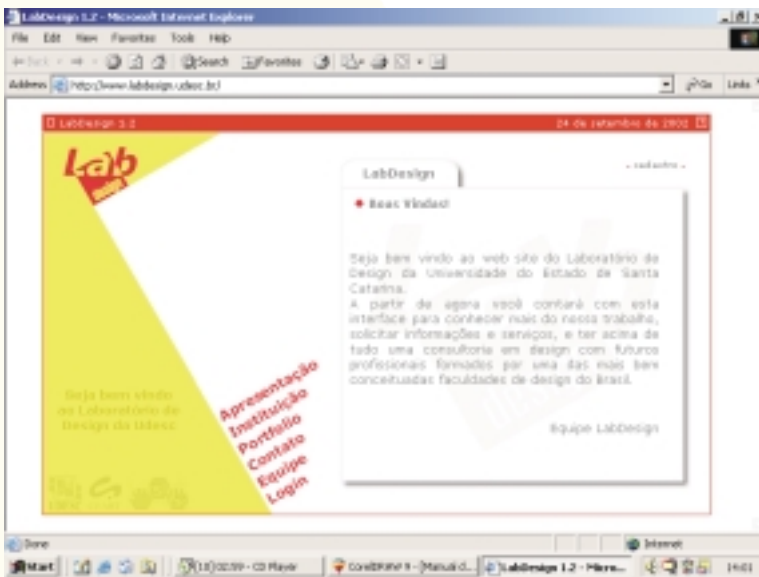 LabDesign 1.2 - Microsoft Internet Explorer
File Edit View Favorites Tools Help
Back Search Favorites
Address http://www.labdesign.udesc.br/ Go Links
LabDesign 1.2 24 de setembro de 2002
Lab
design
LabDesign - cadastro -
Boas Vindas!
Seja bem vindo ao web site do Laboratório de
Design da Universidade do Estado de Santa
Catarina.
A partir de agora você contará com esta
interface para conhecer mais do nosso trabalho,
solicitar informações e serviços, e ter acima de
tudo uma consultoria em design com futuros
profissionais formados por uma das mais bem
conceituadas faculdades de design do Brasil.
Equipe LabDesign
Seja bem vindo
ao Laboratório de
Design da Udesc
Apresentação
Instituição
Portfolio
Contato
Equipe
Login
Done Internet
Start CD Player CorelDRAW 9 - [Manual d... LabDesign 1.2 - Micro... 14:01